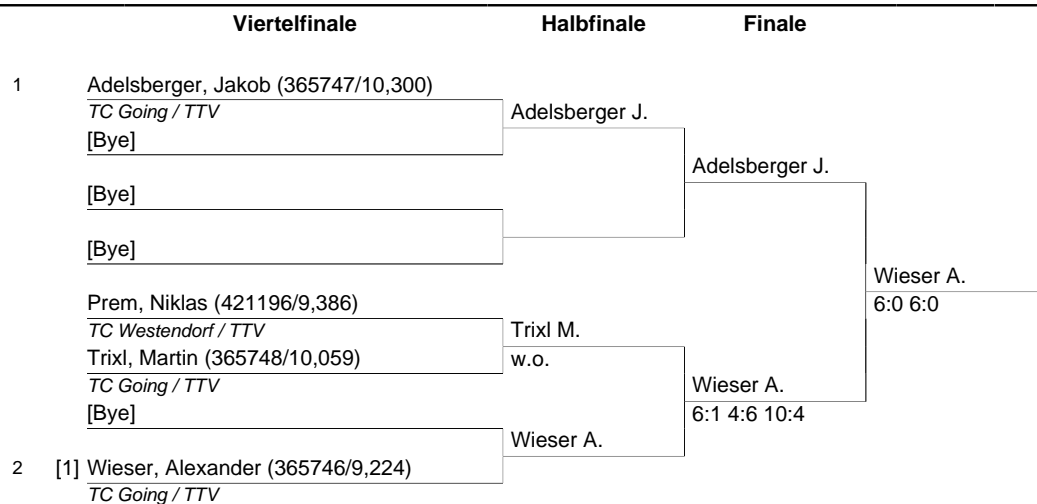 Viertelfinale Halbfinale Finale
1 Adelsberger, Jakob (365747/10,300)
TC Going / TTV Adelsberger J.
[Bye]
Adelsberger J.
[Bye]
[Bye]
Wieser A.
Prem, Niklas (421196/9,386) 6:0 6:0
TC Westendorf / TTV Trixl M.
Trixl, Martin (365748/10,059) w.o.
TC Going / TTV Wieser A.
[Bye] 6:1 4:6 10:4
Wieser A.
2 [1] Wieser, Alexander (365746/9,224)
TC Going / TTV